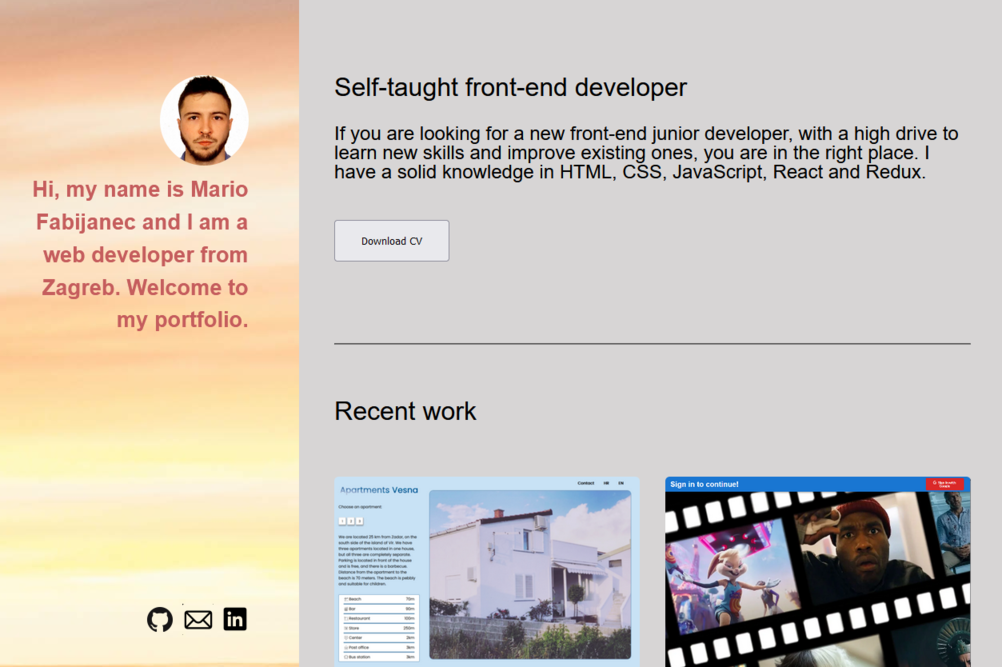 Hi, my name is Mario
Fabijanec and I am a
web developer from
Zagreb. Welcome to
my portfolio.
Self-taught front-end developer
If you are looking for a new front-end junior developer, with a high drive to
learn new skills and improve existing ones, you are in the right place. I
have a solid knowledge in HTML, CSS, JavaScript, React and Redux.
Download CV
Recent work
Contact HR EN
Apartments Vesna
Choose an apartment
1 2 3
We are located 35 km from Zadar, on the
south side of the island of Vir. We have
three apartments located in one house,
but all three are completely separate.
Parking is located in front of the house
and is free, and there is a barbecue.
Distance from the apartment to the
beach is 70 meters. The beach is pebbly
and suitable for children.
Beach 70m
Bar
Restaurant
Store
Center 2km
Post office 3km
Bus station 3km
Sign in to continue!
in